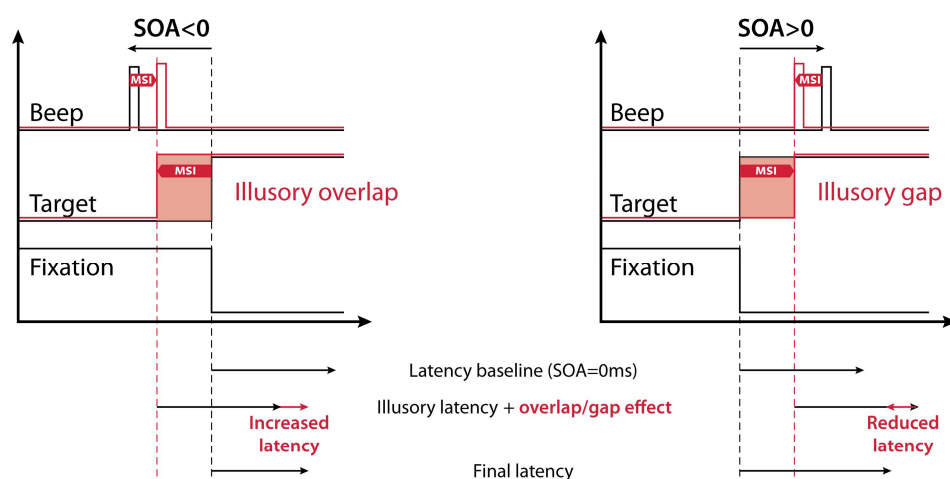 SOA<0
SOA>0
MSI
MSI
Beep
Beep
MSI
MSI
Illusory overlap
Illusory gap
Target
Target
Fixation
Fixation
Latency baseline (SOA=0ms)
Illusory latency + overlap/gap effect
Increased
latency
Reduced
latency
Final latency